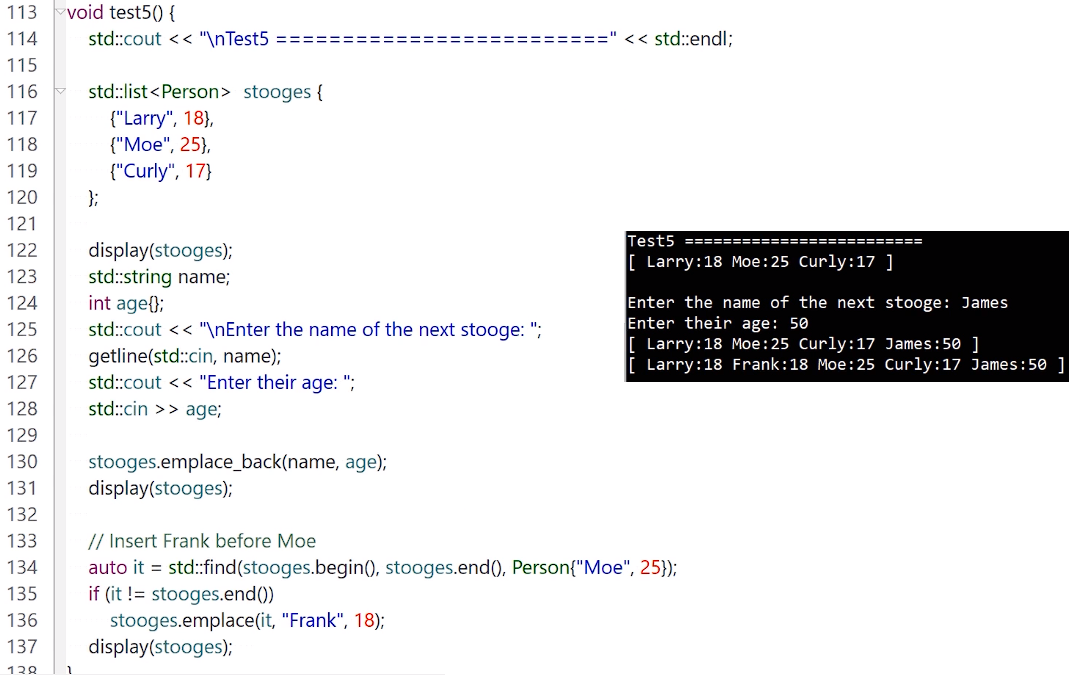 113 void test5() {
114 std::cout << "\nTest5 =========================" << std::endl;
115
116 std::list<Person> stooges {
117 {"Larry", 18},
118 {"Moe", 25},
119 {"Curly", 17}
120 };
121
122 display(stooges);
123 std::string name;
124 int age{};
125 std::cout << "\nEnter the name of the next stooge: ";
126 getline(std::cin, name);
127 std::cout << "Enter their age: ";
128 std::cin >> age;
129
130 stooges.emplace_back(name, age);
131 display(stooges);
132
133 // Insert Frank before Moe
134 auto it = std::find(stooges.begin(), stooges.end(), Person{"Moe", 25});
135 if (it != stooges.end())
136 stooges.emplace(it, "Frank", 18);
137 display(stooges);
138 }
Test5 =========================
[ Larry:18 Moe:25 Curly:17 ]
Enter the name of the next stooge: James
Enter their age: 50
[ Larry:18 Moe:25 Curly:17 James:50 ]
[ Larry:18 Frank:18 Moe:25 Curly:17 James:50 ]